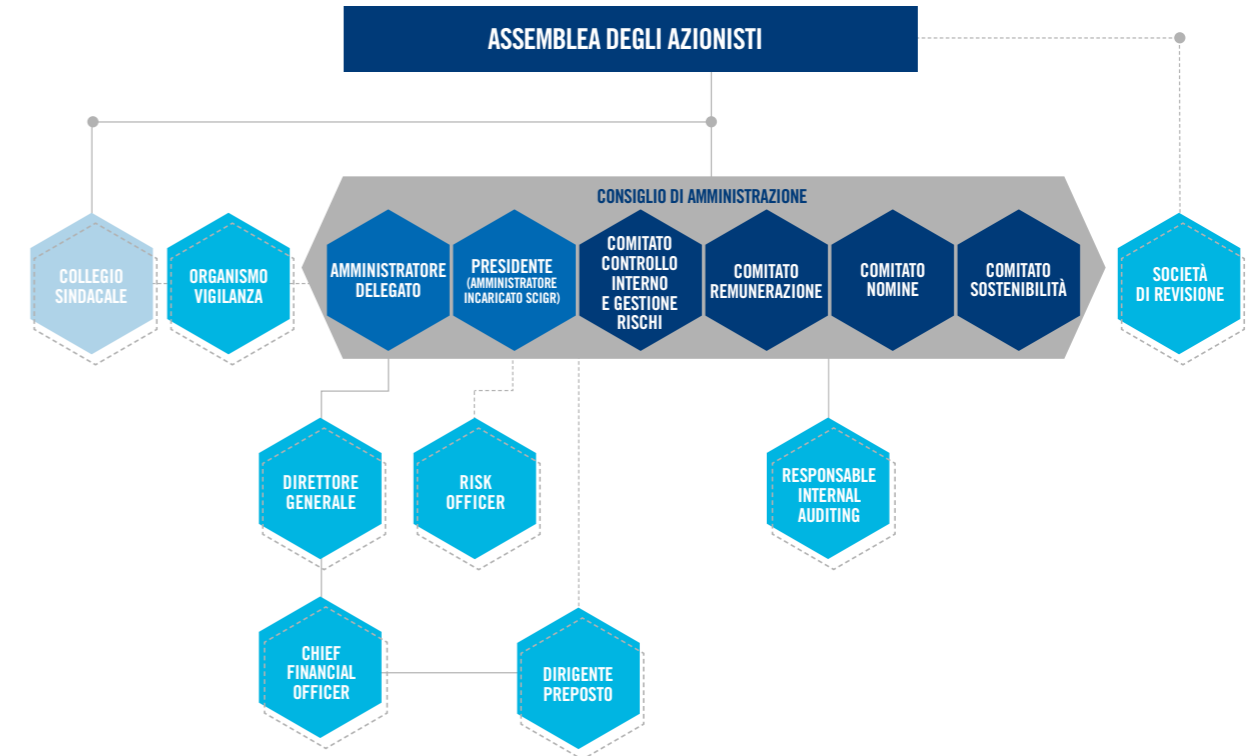 ASSEMBLEA DEGLI AZIONISTI
CONSIGLIO DI AMMINISTRAZIONE
COLLEGIO
SINDACALE
ORGANISMO
VIGILANZA
AMMINISTRATORE
DELEGATO
PRESIDENTE
(AMMINISTRATORE
INCARICATO SCIGR)
COMITATO
CONTROLLO
INTERNO
E GESTIONE
RISCHI
COMITATO
REMUNERAZIONE
COMITATO
NOMINE
COMITATO
SOSTENIBILITÀ
SOCIETÀ
DI REVISIONE
DIRETTORE
GENERALE
RISK
OFFICER
RESPONSABLE
INTERNAL
AUDITING
CHIEF
FINANCIAL
OFFICER
DIRIGENTE
PREPOSTO